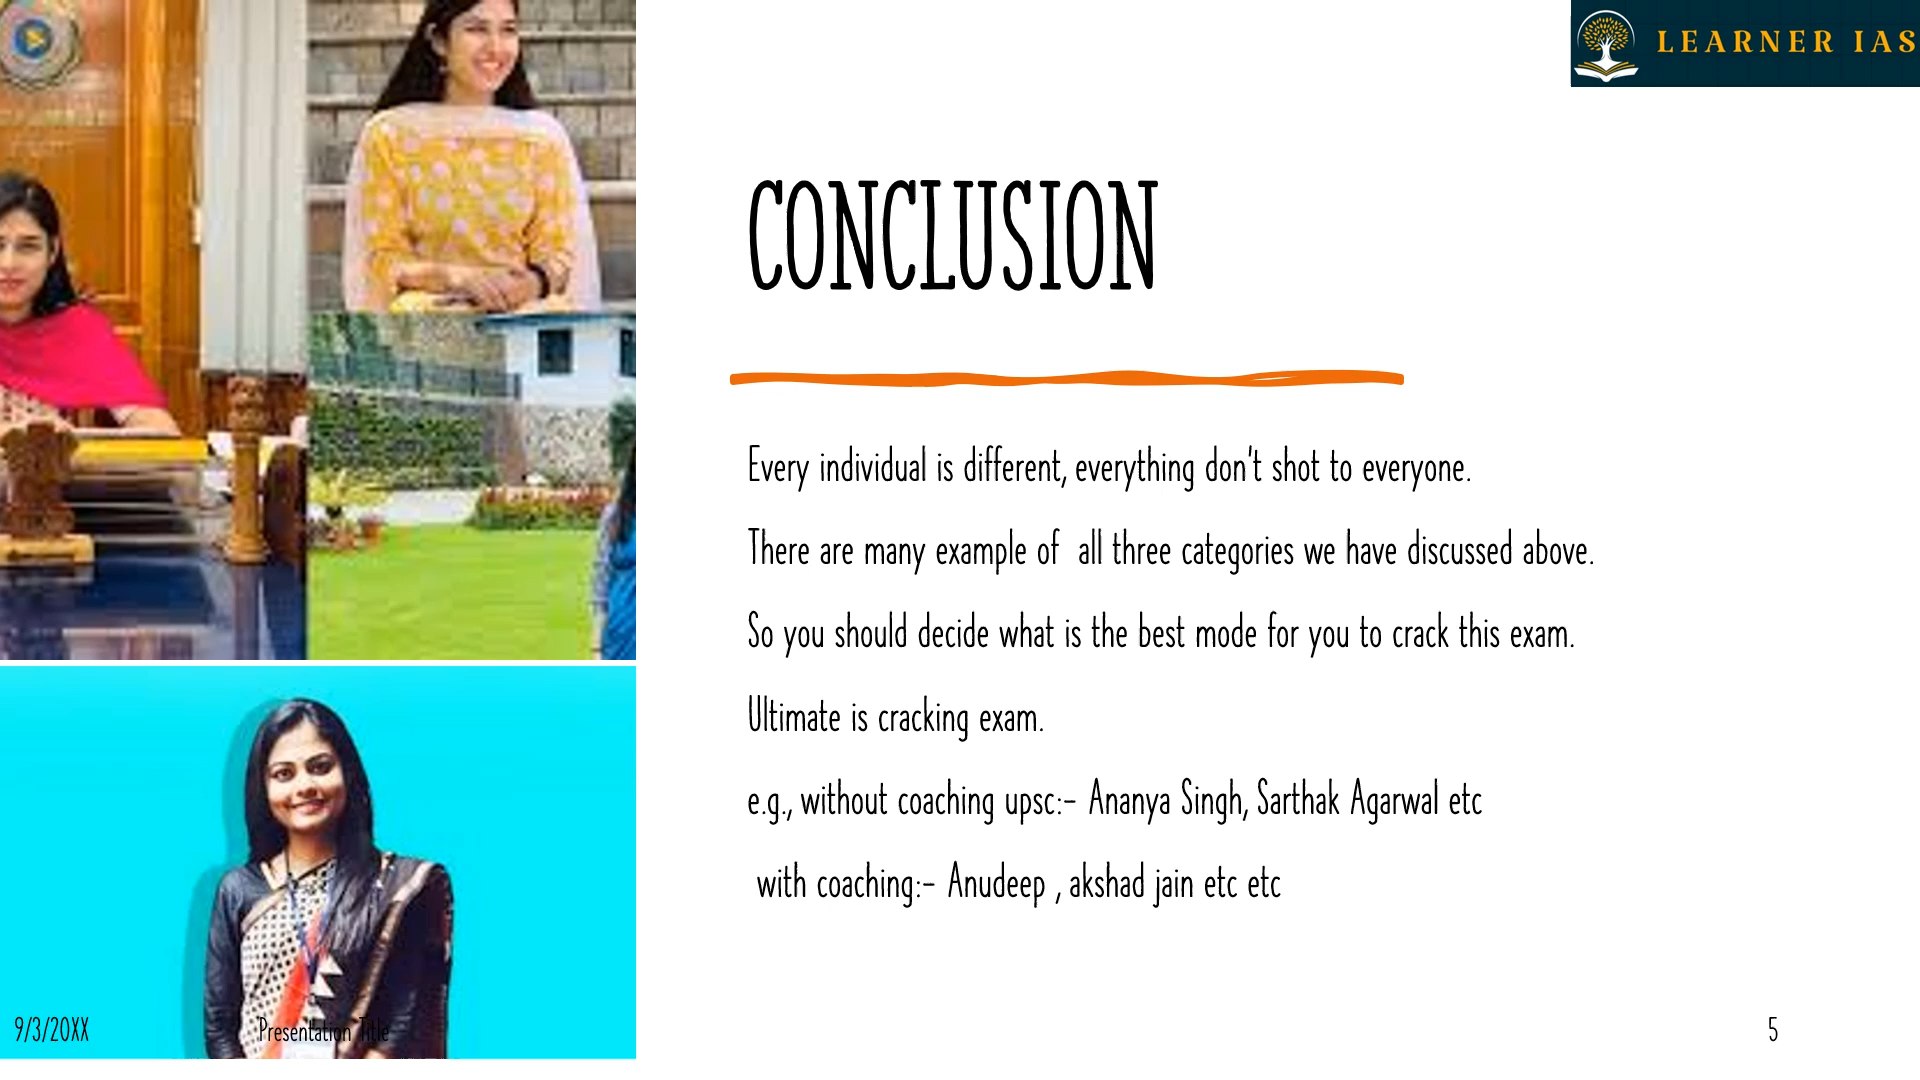 LEARNER IAS
CONCLUSION
Every individual is different, everything don't shot to everyone.
There are many example of  all three categories we have discussed above.
So you should decide what is the best mode for you to crack this exam.
Ultimate is cracking exam.
e.g., without coaching upsc:- Ananya Singh, Sarthak Agarwal etc
with coaching:- Anudeep , akshad jain etc etc
9/3/20XX
Presentation Title
5